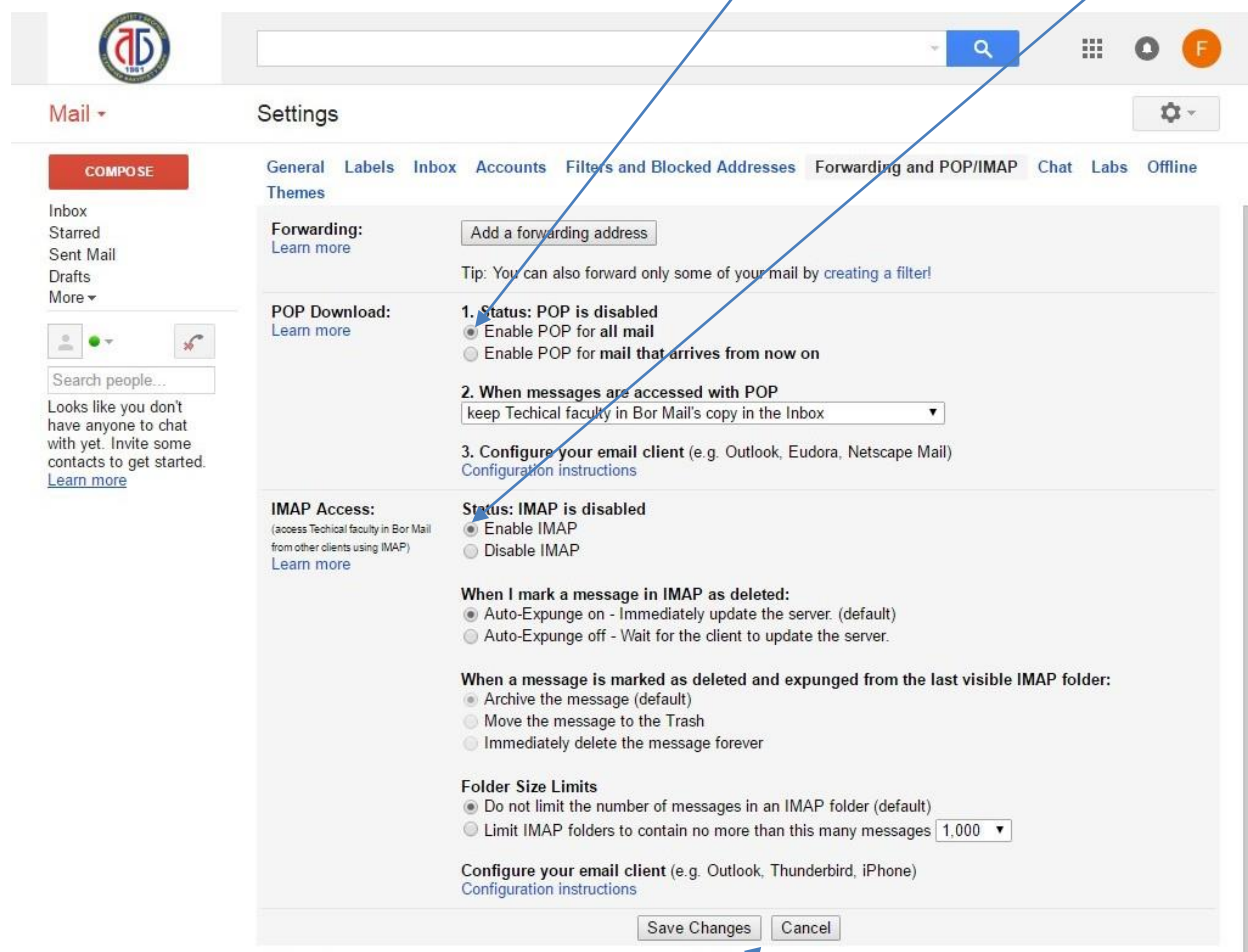 1961
F
Mail
Settings
COMPOSE
General Labels Inbox Accounts Filters and Blocked Addresses Forwarding and POP/IMAP Chat Labs Offline
Themes
Inbox
Starred
Sent Mail
Drafts
More
Search people...
Looks like you don't
have anyone to chat
with yet. Invite some
contacts to get started.
Learn more
Forwarding:
Learn more
Add a forwarding address
Tip: You can also forward only some of your mail by creating a filter!
POP Download:
Learn more
1. Status: POP is disabled
Enable POP for all mail
Enable POP for mail that arrives from now on
2. When messages are accessed with POP
keep Techical faculty in Bor Mail's copy in the Inbox
3. Configure your email client (e.g. Outlook, Eudora, Netscape Mail)
Configuration instructions
IMAP Access:
(access Techical faculty in Bor Mail
from other clients using IMAP)
Learn more
Status: IMAP is disabled
Enable IMAP
Disable IMAP
When I mark a message in IMAP as deleted:
Auto-Expunge on - Immediately update the server. (default)
Auto-Expunge off - Wait for the client to update the server.
When a message is marked as deleted and expunged from the last visible IMAP folder:
Archive the message (default)
Move the message to the Trash
Immediately delete the message forever
Folder Size Limits
Do not limit the number of messages in an IMAP folder (default)
Limit IMAP folders to contain no more than this many messages 1,000
Configure your email client (e.g. Outlook, Thunderbird, iPhone)
Configuration instructions
Save Changes Cancel